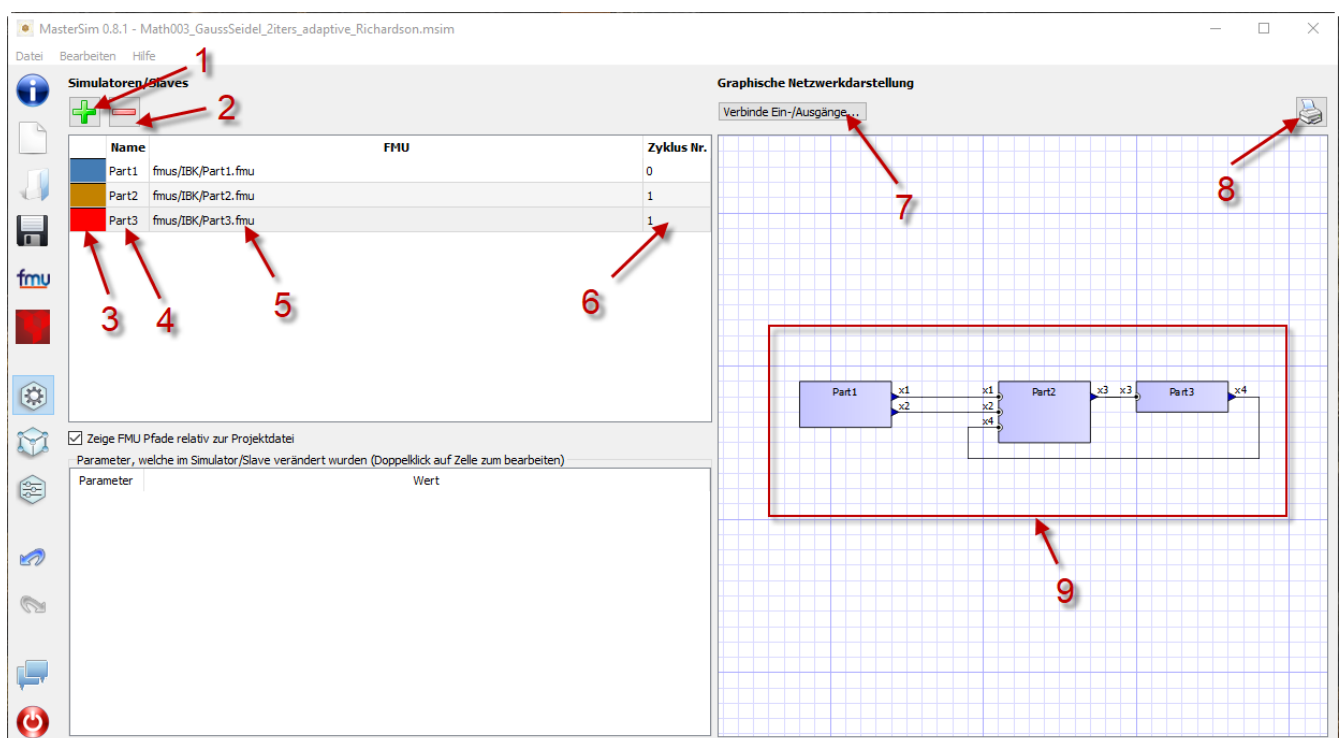 MasterSim 0.8.1 - Math003_GaussSeidel_2iters_adaptive_Richardson.msim
Datei Bearbeiten Hilfe
1
Simulatoren/Slaves
2
Name FMU Zyklus Nr.
Part1 fmus/IBK/Part1.fmu 0
Part2 fmus/IBK/Part2.fmu 1
Part3 fmus/IBK/Part3.fmu 1
fmu
3 4 5 6
Zeige FMU Pfade relativ zur Projektdatei
Parameter, welche im Simulator/Slave verändert wurden (Doppelklick auf Zelle zum bearbeiten)
Parameter Wert
Graphische Netzwerkdarstellung
Verbinde Ein-/Ausgänge...
7 8
Part1 x1 x1 Part2 x3 x3 Part3 x4
x2 x2
x4
9